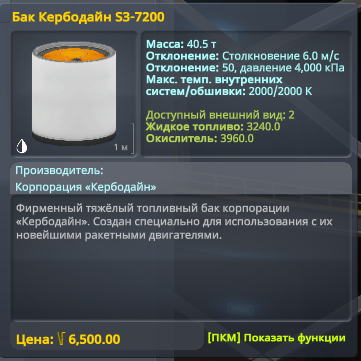 Бак Кербодайн S3-7200
Масса: 40.5 т
Отклонение: Столкновение 6.0 м/с
Отклонение: 50, давление 4,000 кПа
Макс. темп. внутренних
систем/обшивки: 2000/2000 К
Доступный внешний вид: 2
Жидкое топливо: 3240.0
Окислитель: 3960.0
1 м
Производитель:
Корпорация «Кербодайн»
Фирменный тяжёлый топливный бак корпорации
«Кербодайн». Создан специально для использования с их
новейшими ракетными двигателями.
Цена: 6,500.00
[ПКМ] Показать функции